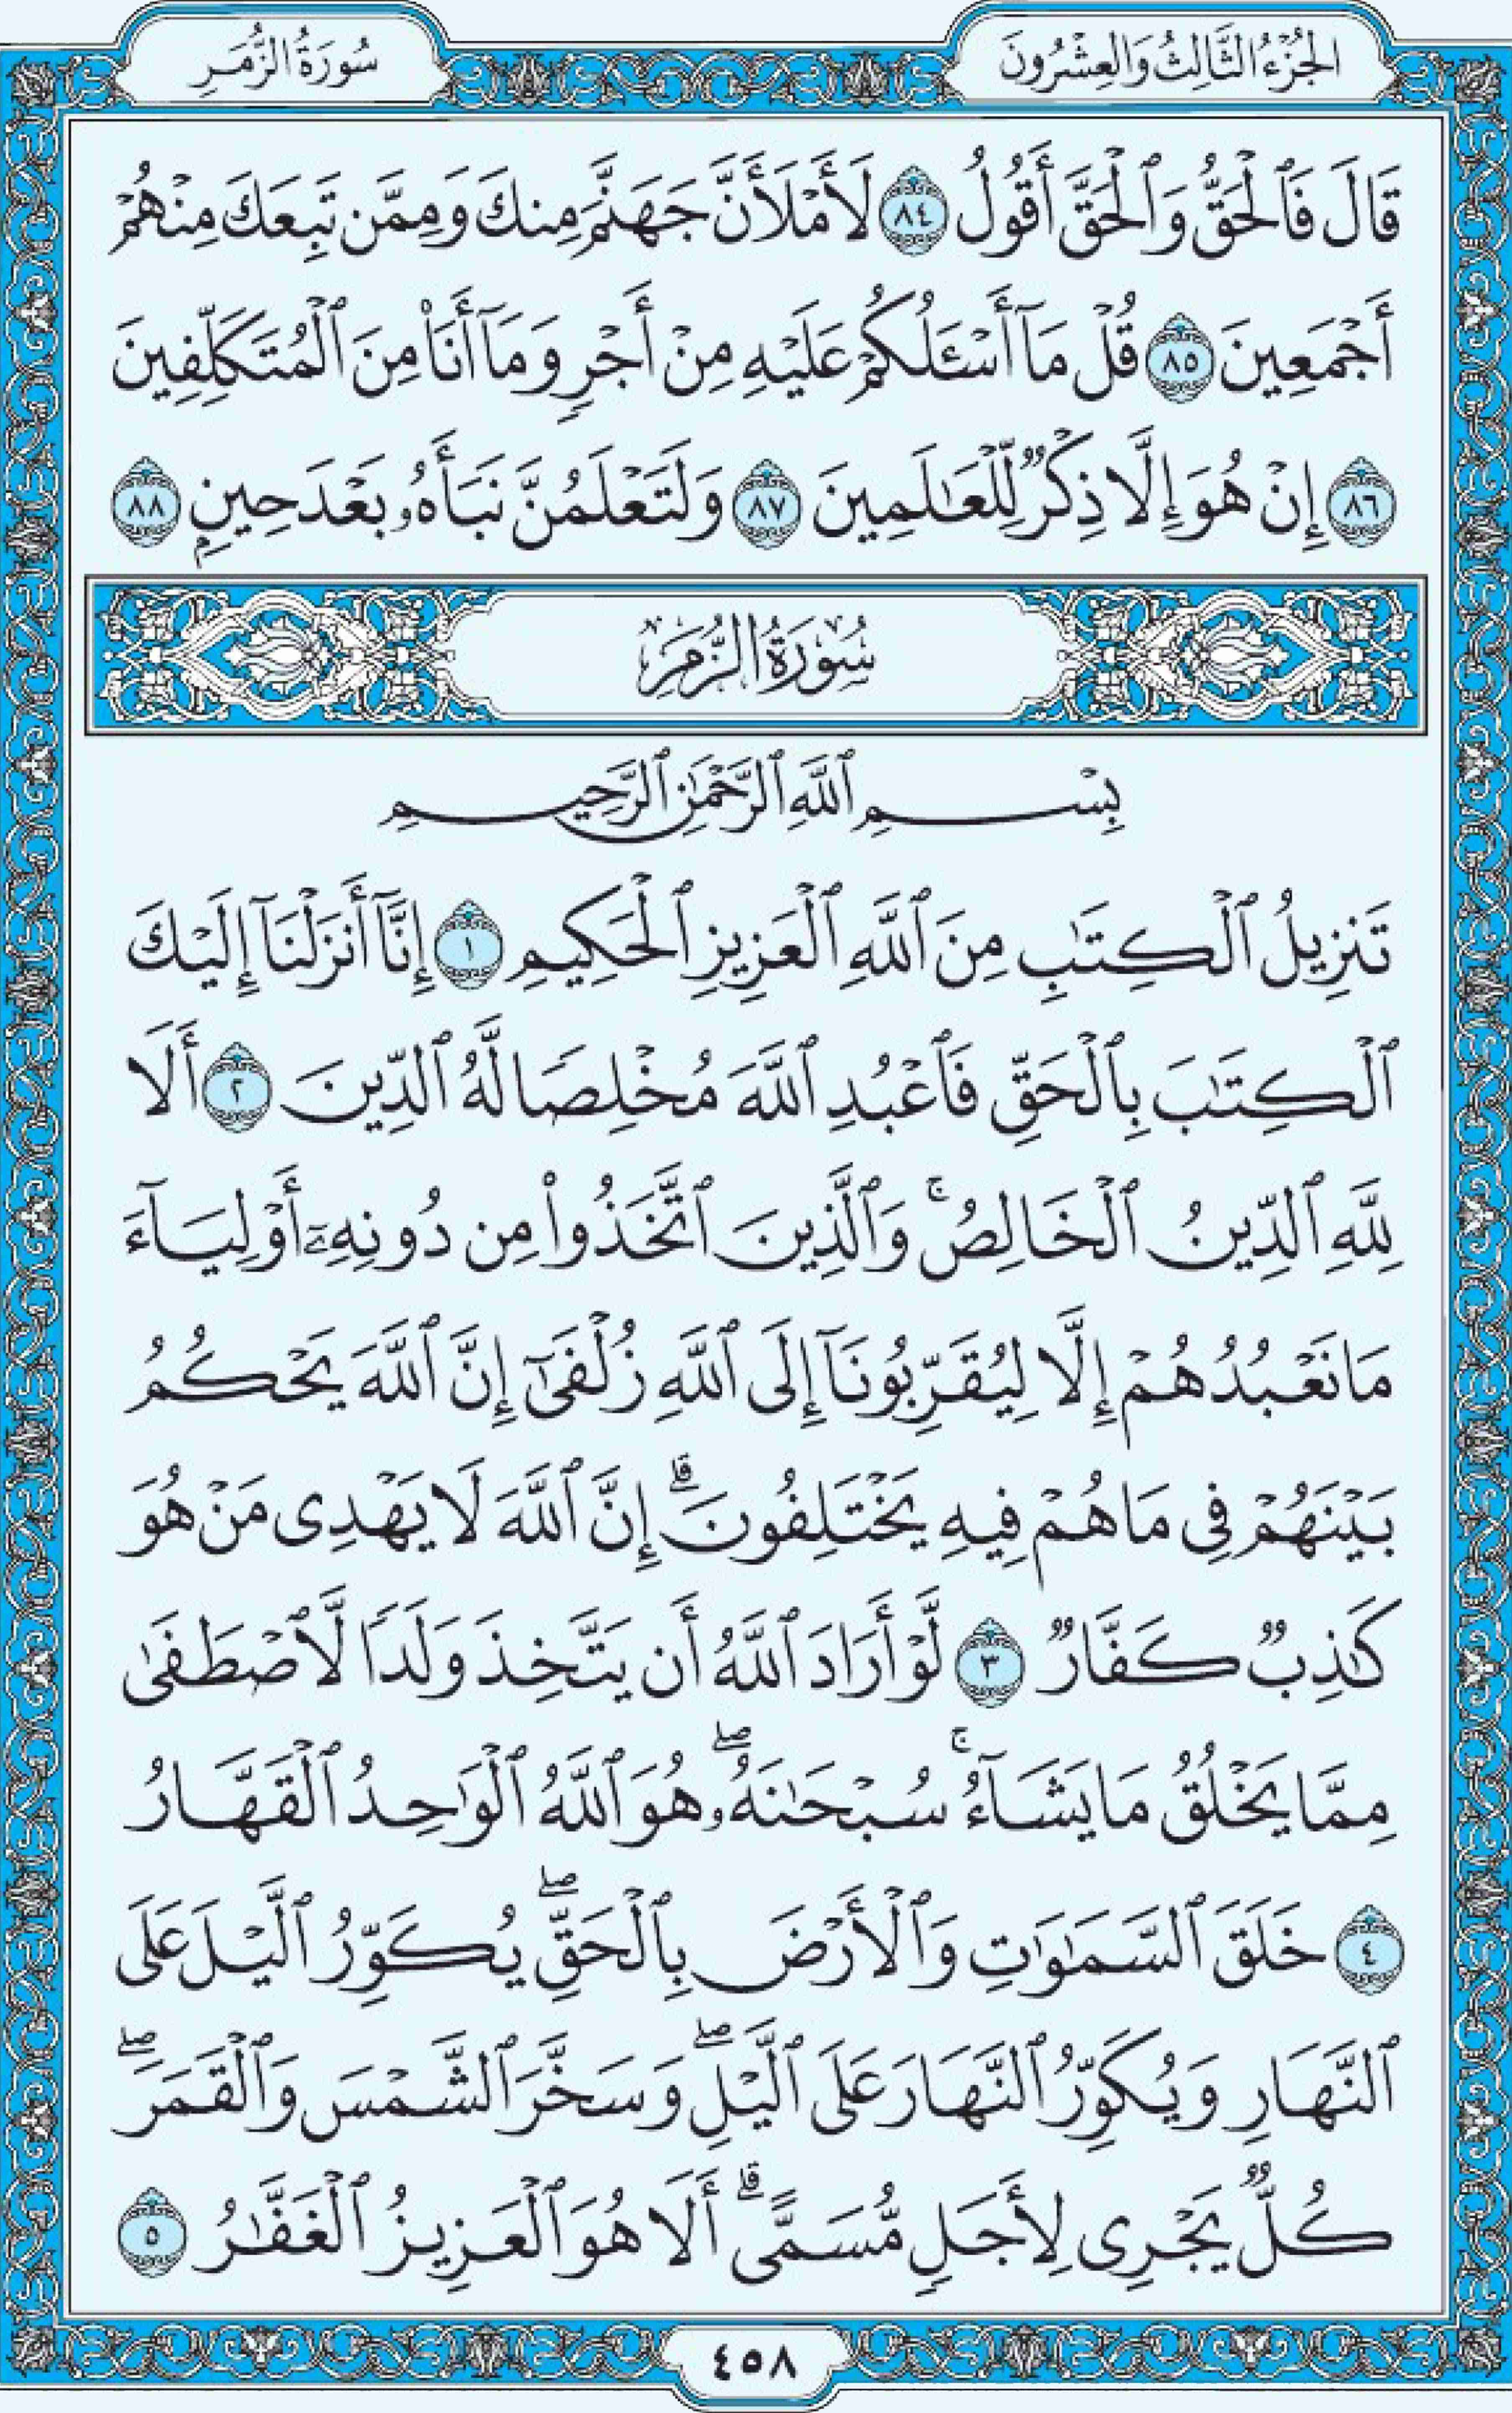 الجُزْءُ الثَّالِثُ وَالعِشْرُونَ
سُورَةُ الزُّمَرِ
قَالَ فَٱلْحَقُّ وَٱلْحَقَّ أَقُولُ ٨٤ لَأَمْلَأَنَّ جَهَنَّمَ مِنكَ وَمِمَّن تَبِعَكَ مِنْهُمْ
أَجْمَعِينَ ٨٥ قُلْ مَآ أَسْـَٔلُكُمْ عَلَيْهِ مِنْ أَجْرٍ وَمَآ أَنَا۠ مِنَ ٱلْمُتَكَلِّفِينَ
٨٦ إِنْ هُوَ إِلَّا ذِكْرٌ لِّلْعَٰلَمِينَ ٨٧ وَلَتَعْلَمُنَّ نَبَأَهُۥ بَعْدَ حِينٍۭ ٨٨
سُورَةُ الزُّمَرِ
بِسْمِ ٱللَّهِ ٱلرَّحْمَٰنِ ٱلرَّحِيمِ
تَنزِيلُ ٱلْكِتَٰبِ مِنَ ٱللَّهِ ٱلْعَزِيزِ ٱلْحَكِيمِ ١ إِنَّآ أَنزَلْنَآ إِلَيْكَ
ٱلْكِتَٰبَ بِٱلْحَقِّ فَٱعْبُدِ ٱللَّهَ مُخْلِصًا لَّهُ ٱلدِّينَ ٢ أَلَا
لِلَّهِ ٱلدِّينُ ٱلْخَالِصُ ۚ وَٱلَّذِينَ ٱتَّخَذُوا۟ مِن دُونِهِۦٓ أَوْلِيَآءَ
مَا نَعْبُدُهُمْ إِلَّا لِيُقَرِّبُونَآ إِلَى ٱللَّهِ زُلْفَىٰٓ إِنَّ ٱللَّهَ يَحْكُمُ
بَيْنَهُمْ فِى مَا هُمْ فِيهِ يَخْتَلِفُونَ ۗ إِنَّ ٱللَّهَ لَا يَهْدِى مَنْ هُوَ
كَٰذِبٌ كَفَّارٌ ٣ لَّوْ أَرَادَ ٱللَّهُ أَن يَتَّخِذَ وَلَدًا لَّٱصْطَفَىٰ
مِمَّا يَخْلُقُ مَا يَشَآءُ ۚ سُبْحَٰنَهُۥ ۖ هُوَ ٱللَّهُ ٱلْوَٰحِدُ ٱلْقَهَّارُ
٤ خَلَقَ ٱلسَّمَٰوَٰتِ وَٱلْأَرْضَ بِٱلْحَقِّ ۖ يُكَوِّرُ ٱلَّيْلَ عَلَى
ٱلنَّهَارِ وَيُكَوِّرُ ٱلنَّهَارَ عَلَى ٱلَّيْلِ ۖ وَسَخَّرَ ٱلشَّمْسَ وَٱلْقَمَرَ ۖ
كُلٌّ يَجْرِى لِأَجَلٍ مُّسَمًّى ۗ أَلَا هُوَ ٱلْعَزِيزُ ٱلْغَفَّٰرُ ٥
٤٥٨